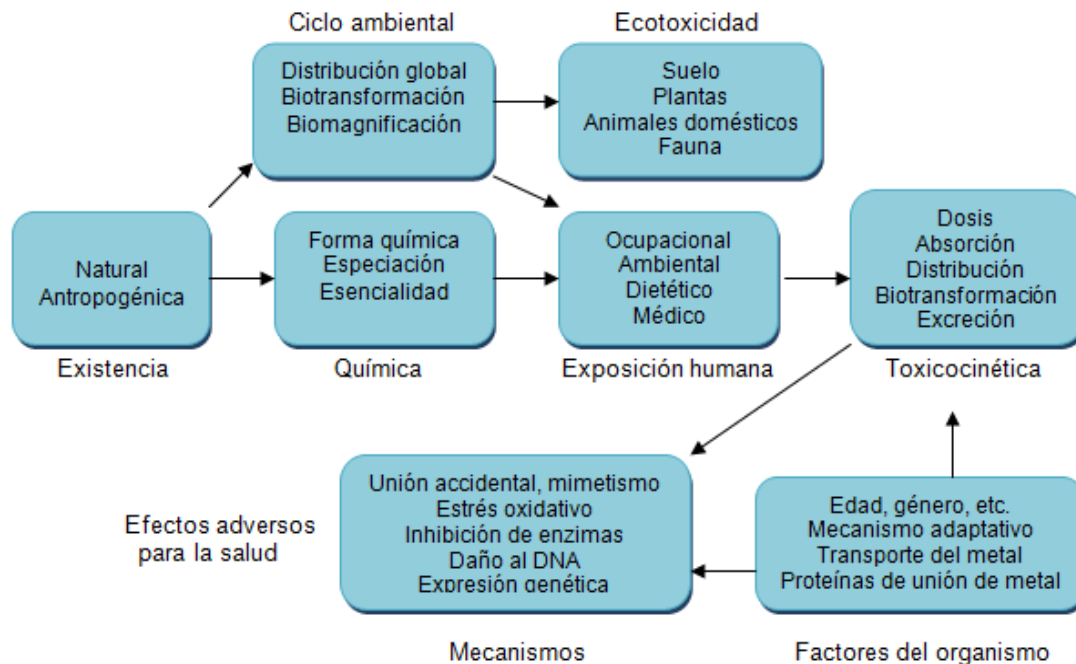 Ciclo ambiental
Ecotoxicidad
Distribución global
Biotransformación
Biomagnificación
Suelo
Plantas
Animales domésticos
Fauna
Natural
Antropogénica
Existencia
Forma química
Especiación
Esencialidad
Química
Ocupacional
Ambiental
Dietético
Médico
Exposición humana
Dosis
Absorción
Distribución
Biotransformación
Excreción
Toxicocinética
Efectos adversos
para la salud
Unión accidental, mimetismo
Estrés oxidativo
Inhibición de enzimas
Daño al DNA
Expresión genética
Mecanismos
Edad, género, etc.
Mecanismo adaptativo
Transporte del metal
Proteínas de unión de metal
Factores del organismo